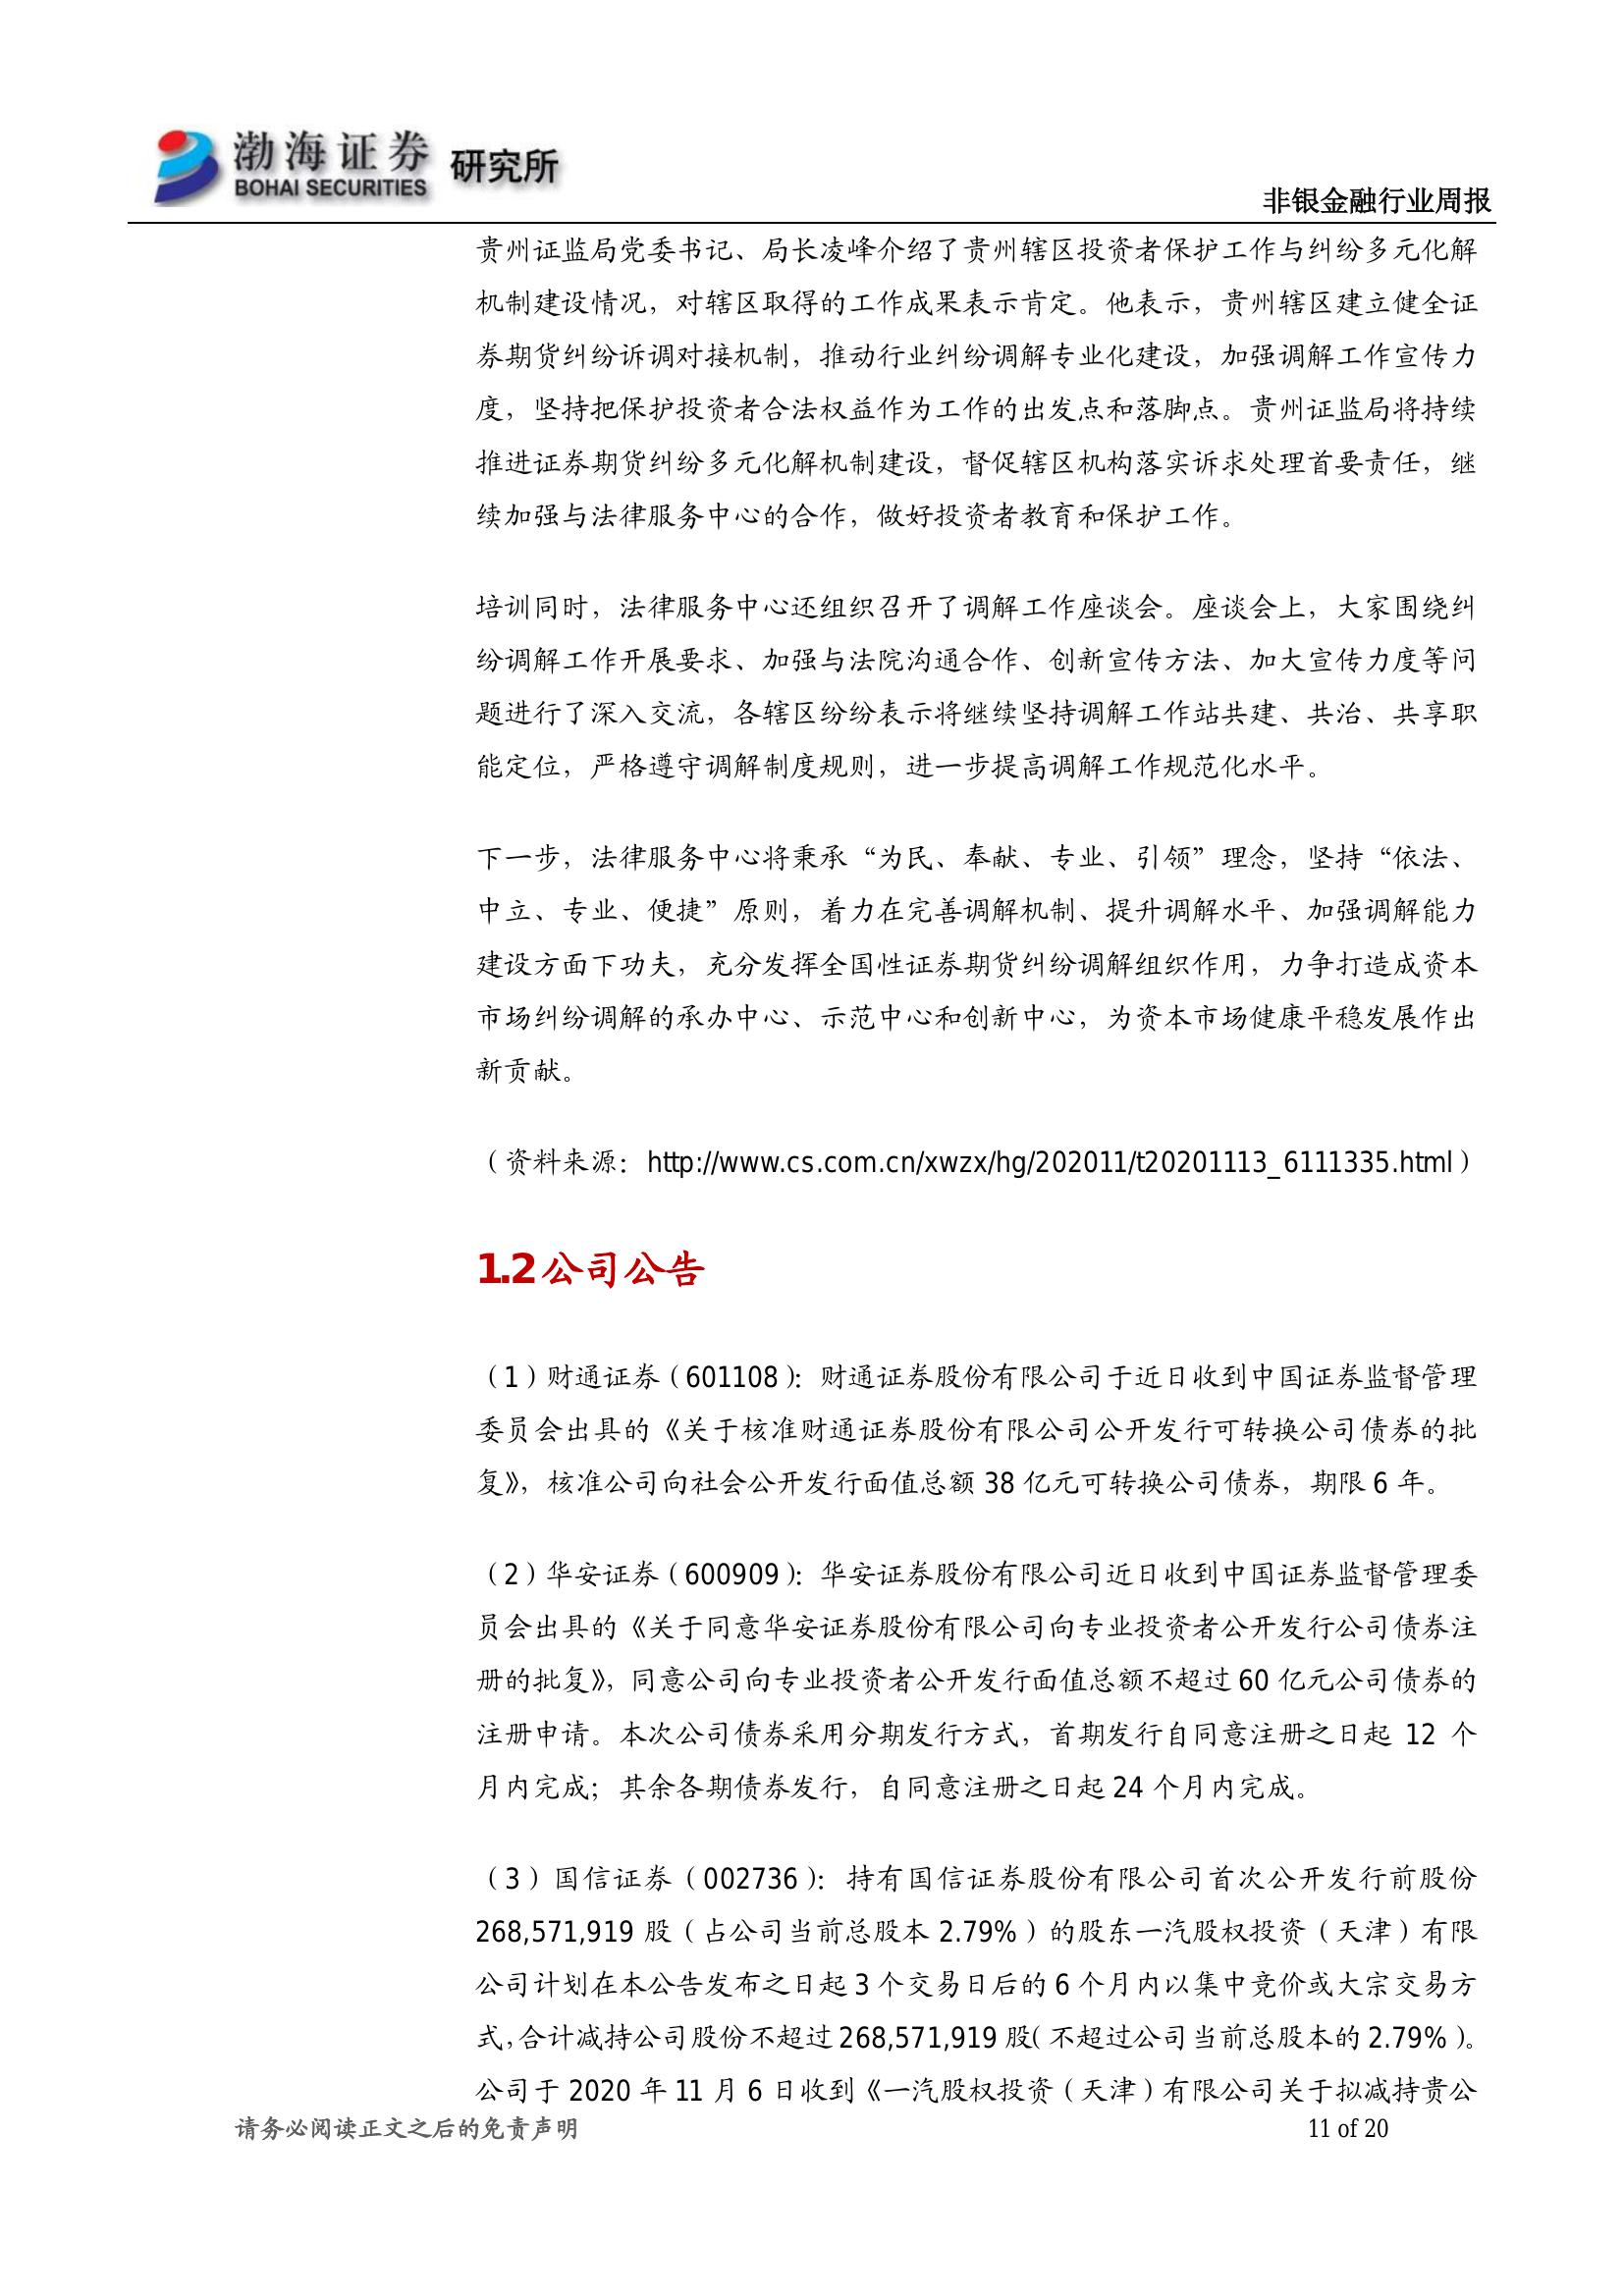 渤海证券 研究所
BOHAI SECURITIES
非银金融行业周报
贵州证监局党委书记、局长凌峰介绍了贵州辖区投资者保护工作与纠纷多元化解
机制建设情况，对辖区取得的工作成果表示肯定。他表示，贵州辖区建立健全证
券期货纠纷诉调对接机制，推动行业纠纷调解专业化建设，加强调解工作宣传力
度，坚持把保护投资者合法权益作为工作的出发点和落脚点。贵州证监局将持续
推进证券期货纠纷多元化解机制建设，督促辖区机构落实诉求处理首要责任，继
续加强与法律服务中心的合作，做好投资者教育和保护工作。
培训同时，法律服务中心还组织召开了调解工作座谈会。座谈会上，大家围绕纠
纷调解工作开展要求、加强与法院沟通合作、创新宣传方法、加大宣传力度等问
题进行了深入交流，各辖区纷纷表示将继续坚持调解工作站共建、共治、共享职
能定位，严格遵守调解制度规则，进一步提高调解工作规范化水平。
下一步，法律服务中心将秉承“为民、奉献、专业、引领”理念，坚持“依法、
中立、专业、便捷”原则，着力在完善调解机制、提升调解水平、加强调解能力
建设方面下功夫，充分发挥全国性证券期货纠纷调解组织作用，力争打造成资本
市场纠纷调解的承办中心、示范中心和创新中心，为资本市场健康平稳发展作出
新贡献。
（资料来源：http://www.cs.com.cn/xwzx/hg/202011/t20201113_6111335.html）
1.2 公司公告
（1）财通证券（601108）：财通证券股份有限公司于近日收到中国证券监督管理
委员会出具的《关于核准财通证券股份有限公司公开发行可转换公司债券的批
复》，核准公司向社会公开发行面值总额 38 亿元可转换公司债券，期限 6 年。
（2）华安证券（600909）：华安证券股份有限公司近日收到中国证券监督管理委
员会出具的《关于同意华安证券股份有限公司向专业投资者公开发行公司债券注
册的批复》，同意公司向专业投资者公开发行面值总额不超过 60 亿元公司债券的
注册申请。本次公司债券采用分期发行方式，首期发行自同意注册之日起 12 个
月内完成；其余各期债券发行，自同意注册之日起 24 个月内完成。
（3）国信证券（002736）：持有国信证券股份有限公司首次公开发行前股份
268,571,919 股（占公司当前总股本 2.79%）的股东一汽股权投资（天津）有限
公司计划在本公告发布之日起 3 个交易日后的 6 个月内以集中竞价或大宗交易方
式，合计减持公司股份不超过 268,571,919 股（不超过公司当前总股本的 2.79%）。
公司于 2020 年 11 月 6 日收到《一汽股权投资（天津）有限公司关于拟减持贵公
请务必阅读正文之后的免责声明
11 of 20